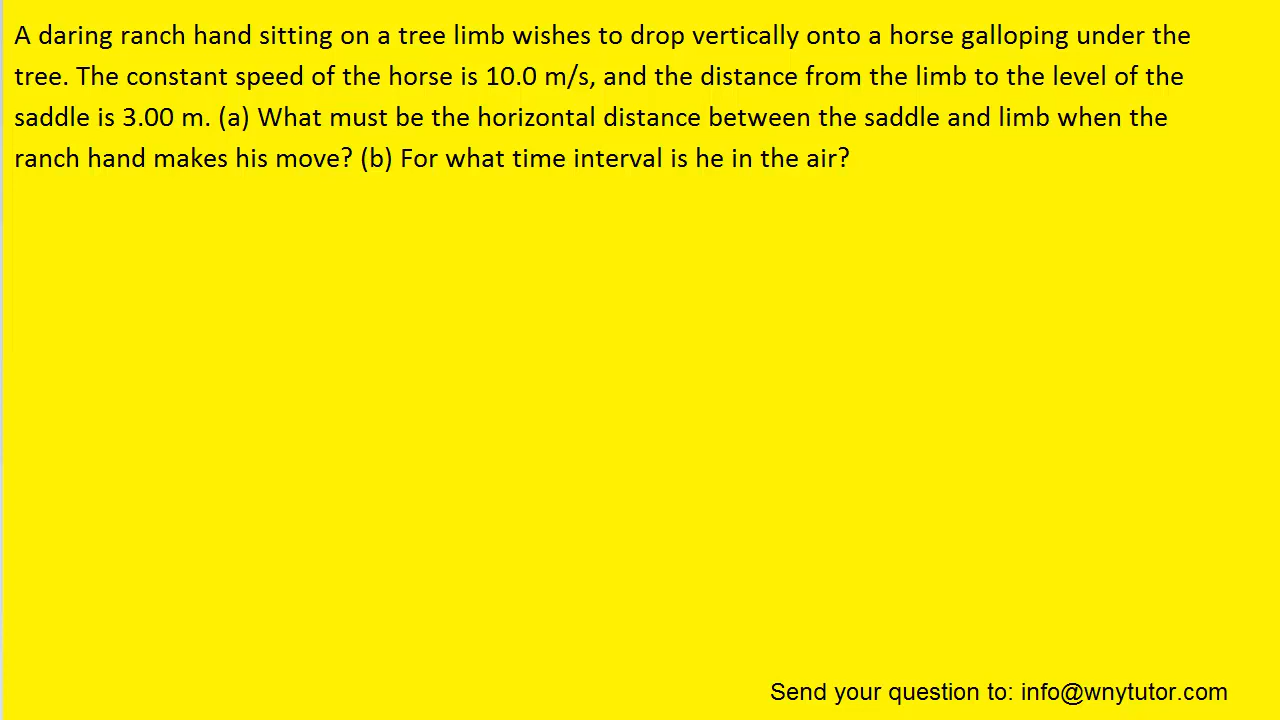 A daring ranch hand sitting on a tree limb wishes to drop vertically onto a horse galloping under the
tree. The constant speed of the horse is 10.0 m/s, and the distance from the limb to the level of the
saddle is 3.00 m. (a) What must be the horizontal distance between the saddle and limb when the
ranch hand makes his move? (b) For what time interval is he in the air?
Send your question to: info@wnytutor.com